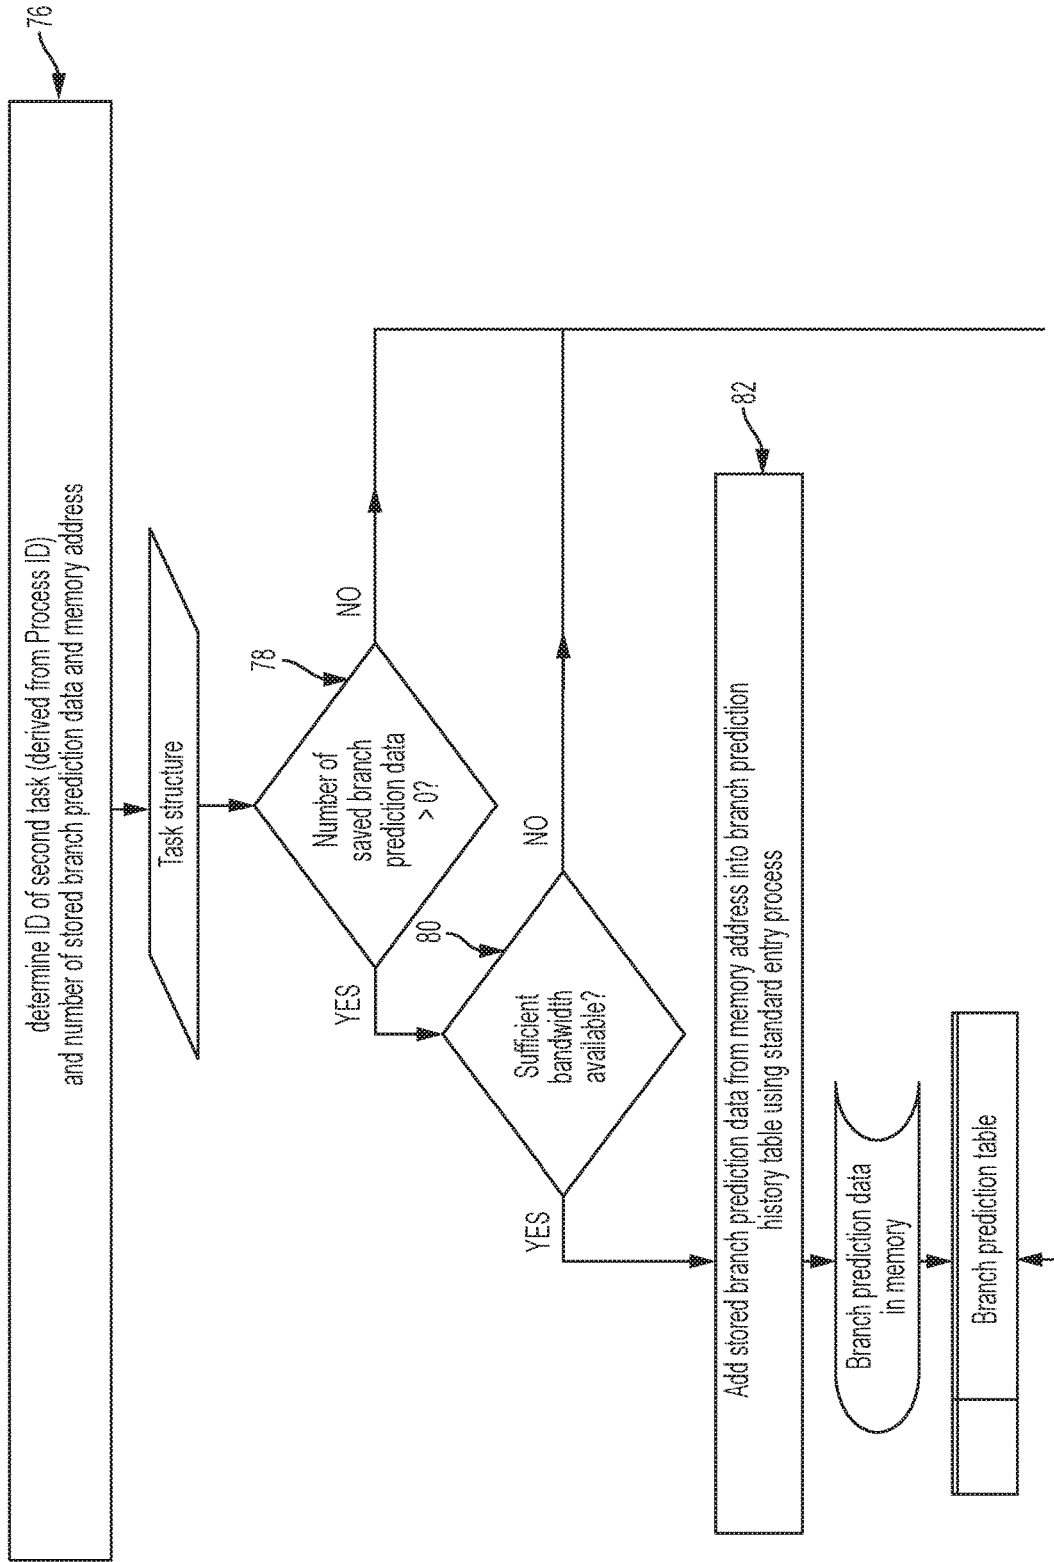 76
determine ID of second task (derived from Process ID)
and number of stored branch prediction data and memory address
Task structure
78
Number of
saved branch
prediction data
> 0?
NO
YES
80
Sufficient
bandwidth
available?
NO
YES
82
Add stored branch prediction data from memory address into branch prediction
history table using standard entry process
Branch prediction data
in memory
Branch prediction table